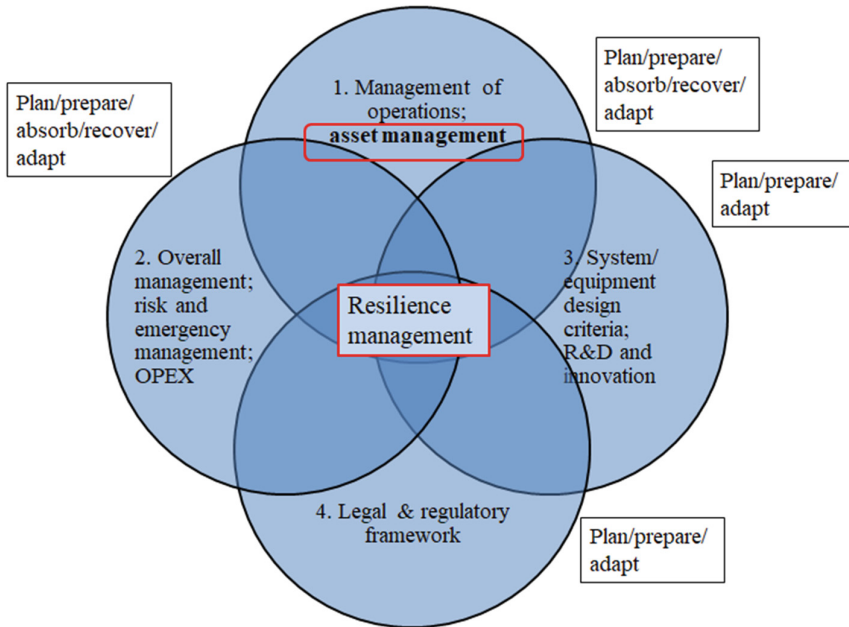 1. Management of
operations;
asset management
Plan/prepare/
absorb/recover/
adapt
Plan/prepare/
absorb/recover/
adapt
Plan/prepare/
adapt
2. Overall
management;
risk and
emergency
management;
OPEX
Resilience
management
3. System/
equipment
design
criteria;
R&D and
innovation
4. Legal & regulatory
framework
Plan/prepare/
adapt